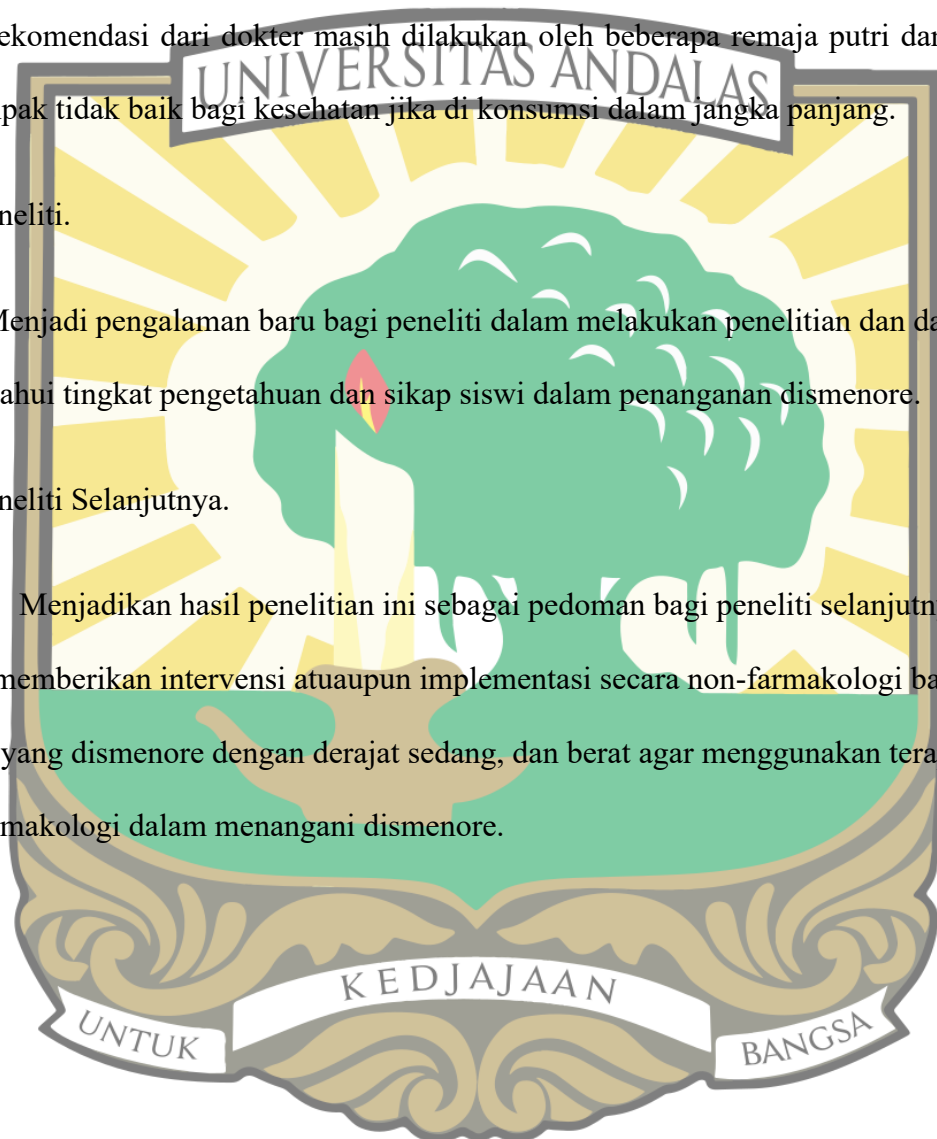 ekomendasi dari dokter masih dilakukan oleh beberapa remaja putri dan
UNIVERSITAS ANDALAS
pak tidak baik bagi kesehatan jika di konsumsi dalam jangka panjang.
neliti.
Menjadi pengalaman baru bagi peneliti dalam melakukan penelitian dan da
ahui tingkat pengetahuan dan sikap siswi dalam penanganan dismenore.
neliti Selanjutnya.
Menjadikan hasil penelitian ini sebagai pedoman bagi peneliti selanjutn
memberikan intervensi atuaupun implementasi secara non-farmakologi ba
yang dismenore dengan derajat sedang, dan berat agar menggunakan tera
makologi dalam menangani dismenore.
KEDJAJAAN
UNTUK
BANGSA